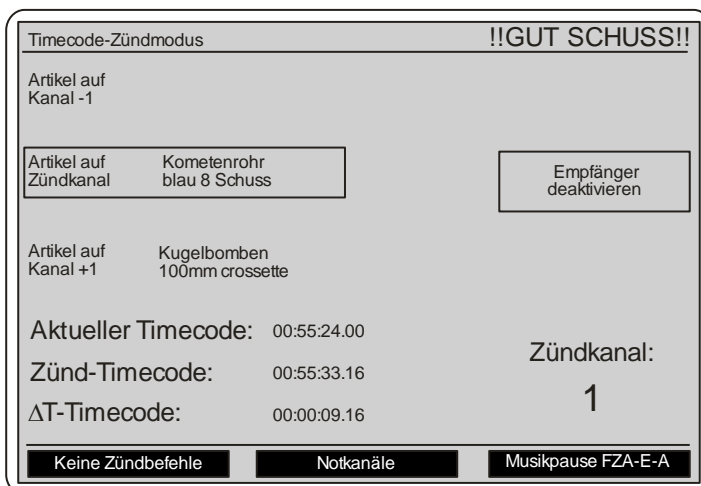 Timecode-Zündmodus
!!GUT SCHUSS!!
Artikel auf
Kanal -1
Artikel auf
Zündkanal
Kometenrohr
blau 8 Schuss
Empfänger
deaktivieren
Artikel auf
Kanal +1
Kugelbomben
100mm crossette
Aktueller Timecode: 00:55:24.00
Zünd-Timecode: 00:55:33.16
ΔT-Timecode: 00:00:09.16
Zündkanal:
1
Keine Zündbefehle
Notkanäle
Musikpause FZA-E-A